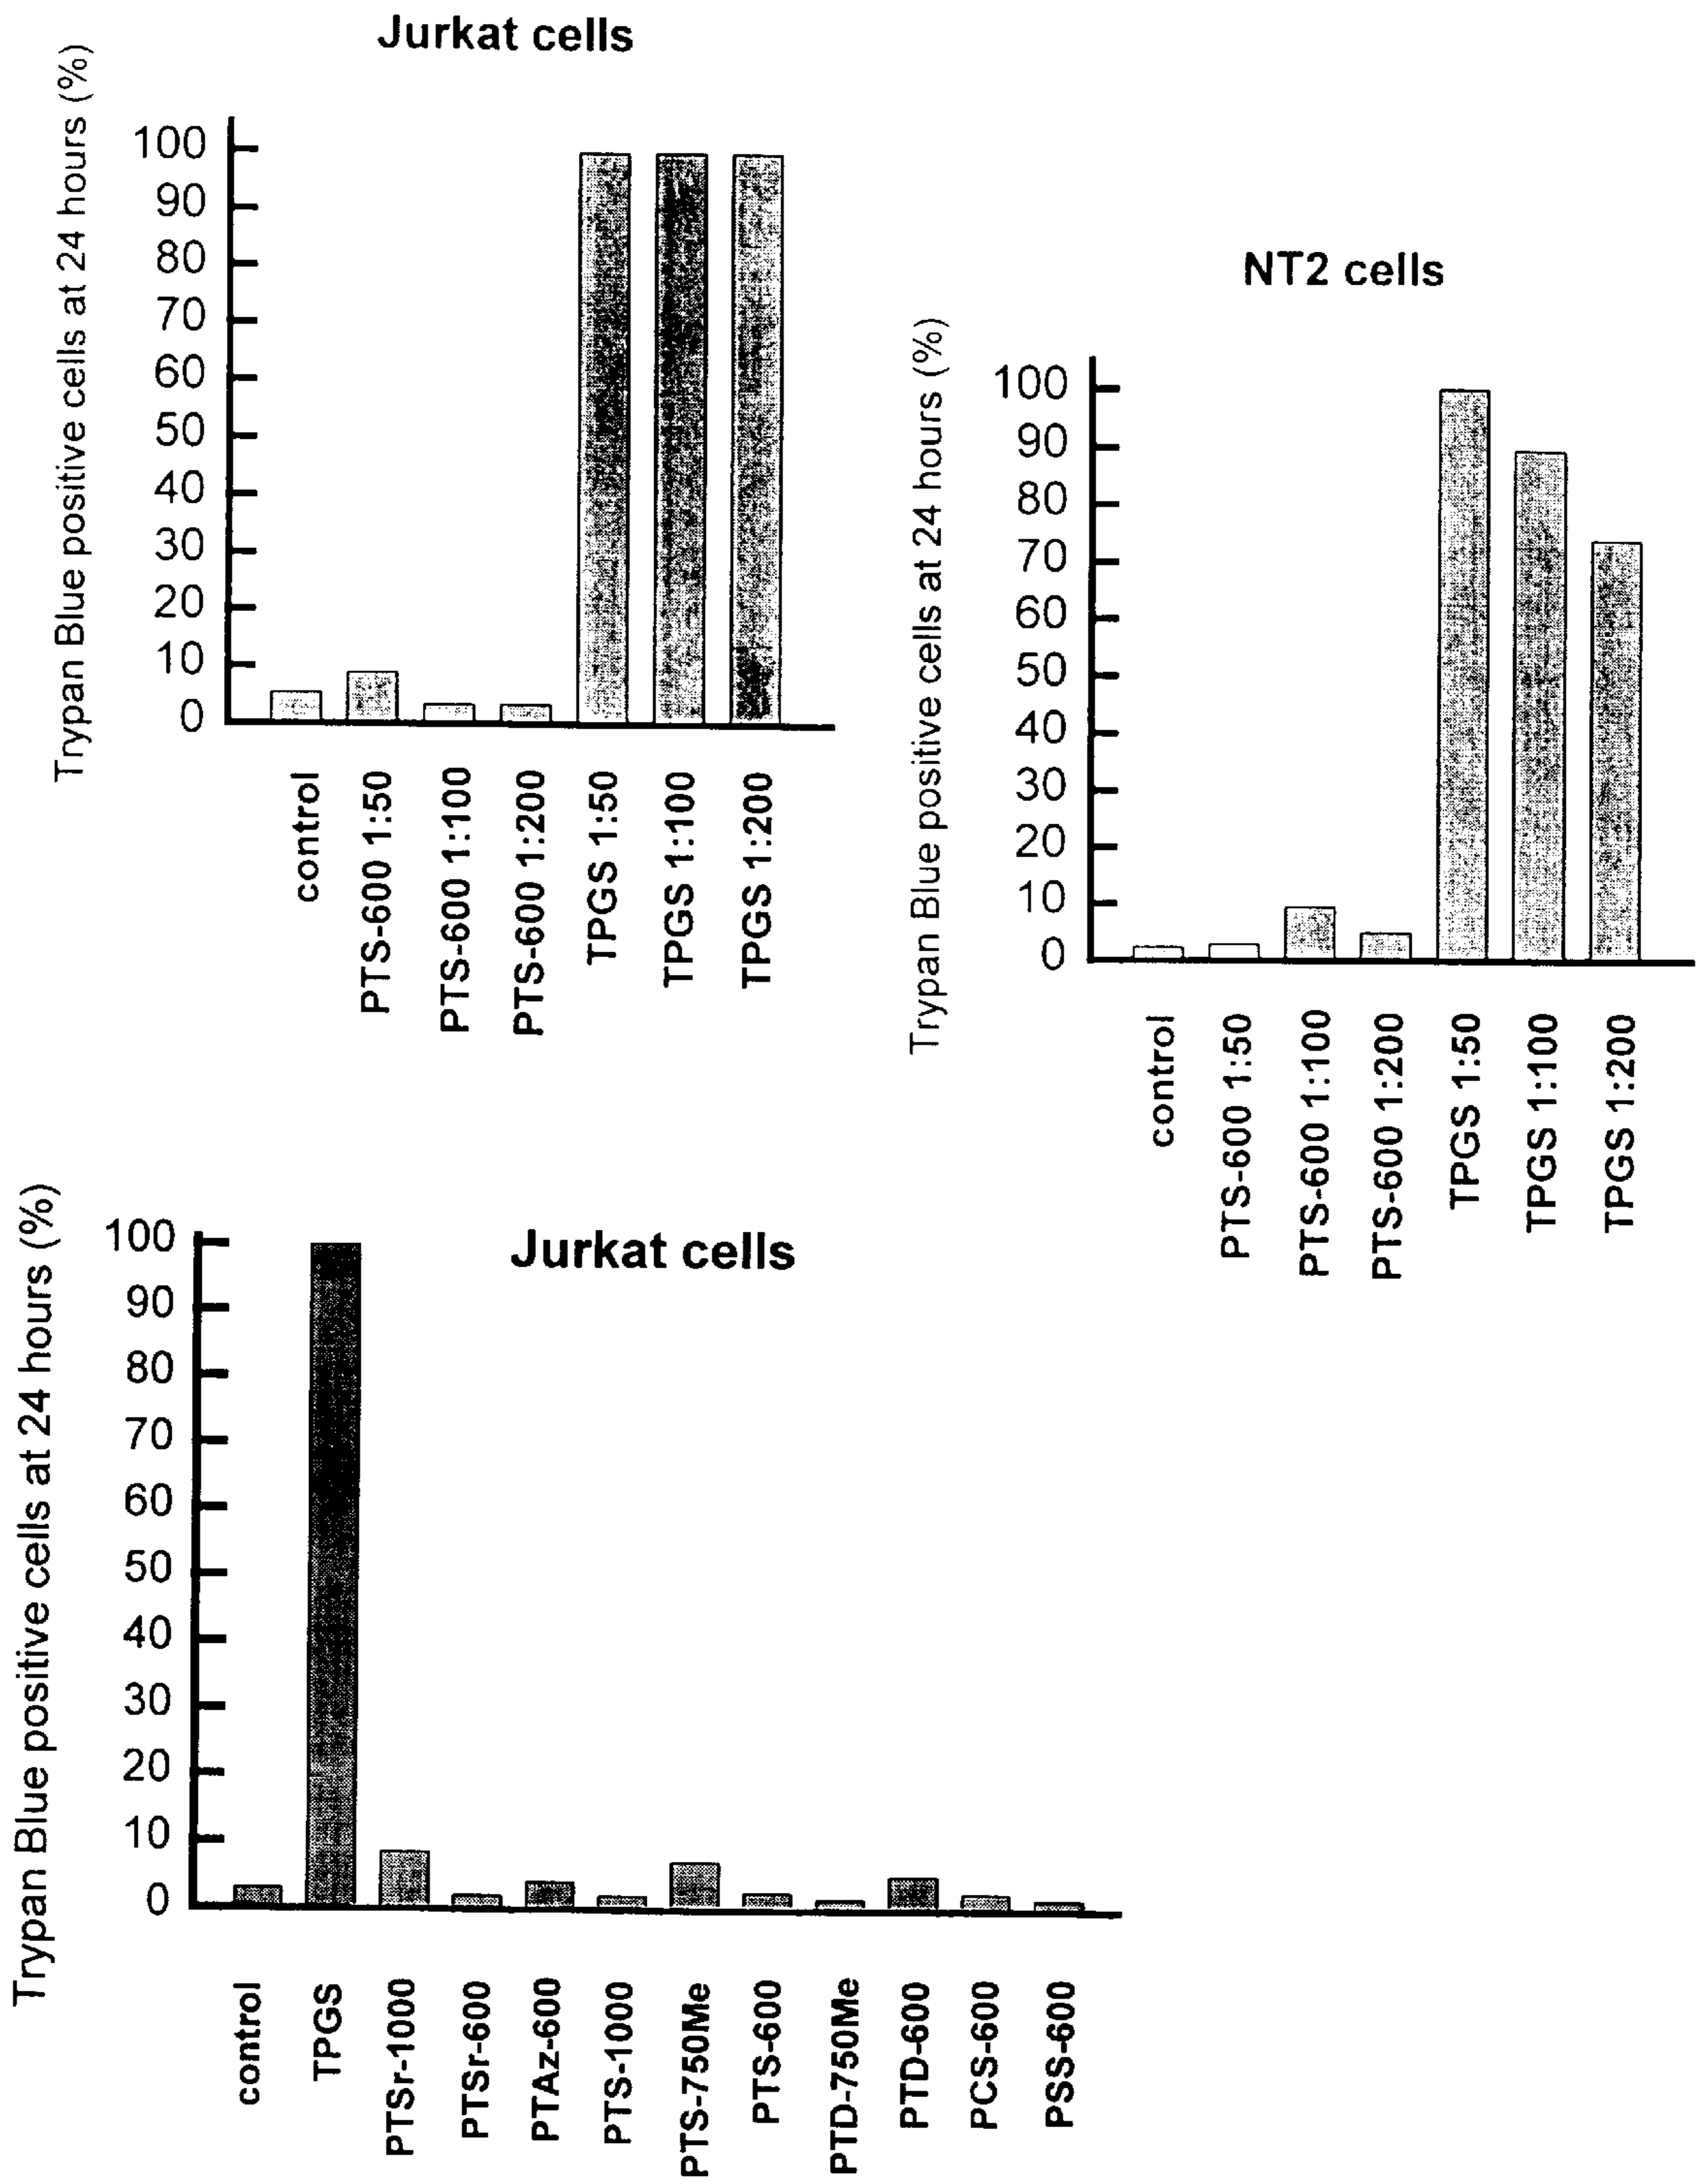 Jurkat cells
Trypan Blue positive cells at 24 hours (%)
100
90
80
70
60
50
40
30
20
10
0
control
PTS-600 1:50
PTS-600 1:100
PTS-600 1:200
TPGS 1:50
TPGS 1:100
TPGS 1:200
NT2 cells
Trypan Blue positive cells at 24 hours (%)
100
90
80
70
60
50
40
30
20
10
0
control
PTS-600 1:50
PTS-600 1:100
PTS-600 1:200
TPGS 1:50
TPGS 1:100
TPGS 1:200
Jurkat cells
Trypan Blue positive cells at 24 hours (%)
100
90
80
70
60
50
40
30
20
10
0
control
TPGS
PTSr-1000
PTSr-600
PTAz-600
PTS-1000
PTS-750Me
PTS-600
PTD-750Me
PTD-600
PCS-600
PSS-600